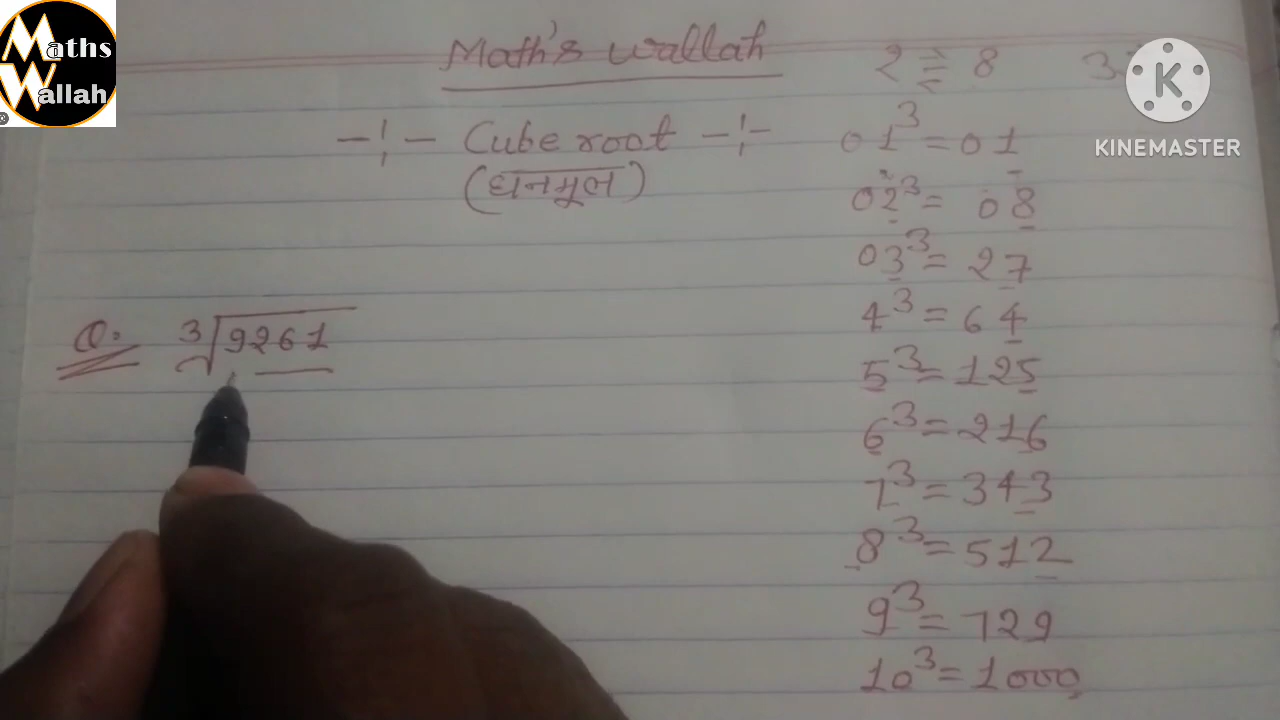 Maths
Wallah
Math's wallah
2 ⇌ 8
3
KINEMASTER
-¦- Cube root -¦-
(घनमूल)
Q. ³√9261
01³ = 01
02³ = 08
03³ = 27
4³ = 64
5³ = 125
6³ = 216
7³ = 343
8³ = 512
9³ = 729
10³ = 1000